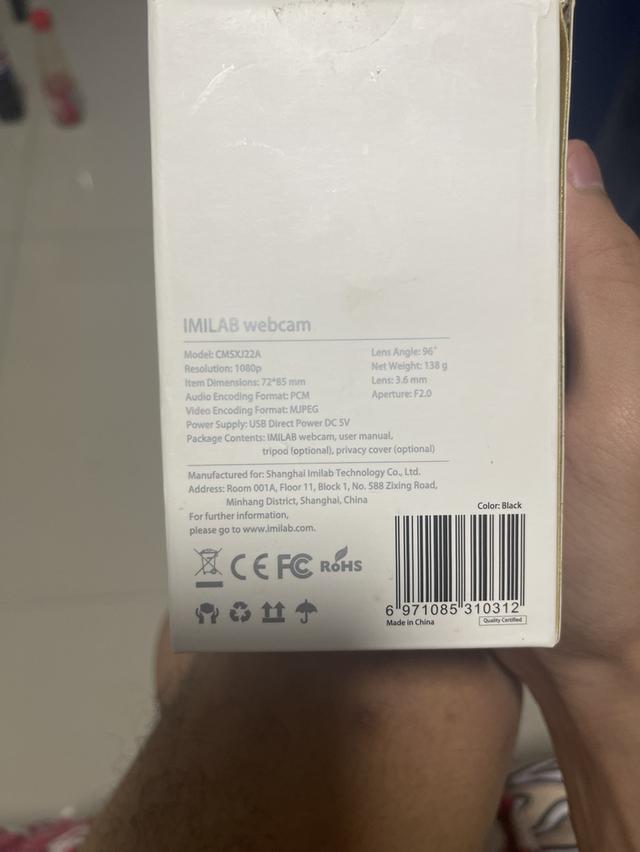 IMILAB webcam
Model: CMSXJ22A
Resolution: 1080p
Item Dimensions: 72*85 mm
Audio Encoding Format: PCM
Video Encoding Format: MJPEG
Power Supply: USB Direct Power DC 5V
Package Contents: IMILAB webcam, user manual,
tripod (optional), privacy cover (optional)
Lens Angle: 96°
Net Weight: 138 g
Lens: 3.6 mm
Aperture: F2.0
Manufactured for: Shanghai Imilab Technology Co., Ltd.
Address: Room 001A, Floor 11, Block 1, No. 588 Zixing Road,
Minhang District, Shanghai, China
For further information,
please go to www.imilab.com.
Color: Black
CE FC RoHS
6 971085 310312
Made in China
Quality Certified